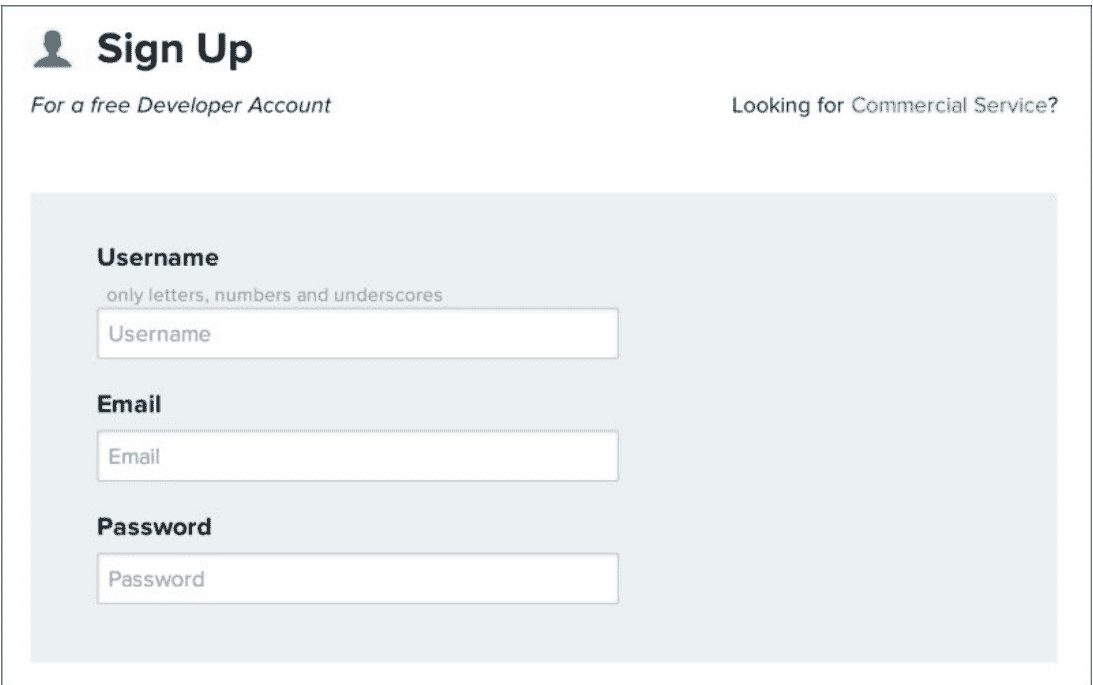 Sign Up
For a free Developer Account
Looking for Commercial Service?
Username
only letters, numbers and underscores
Username
Email
Email
Password
Password